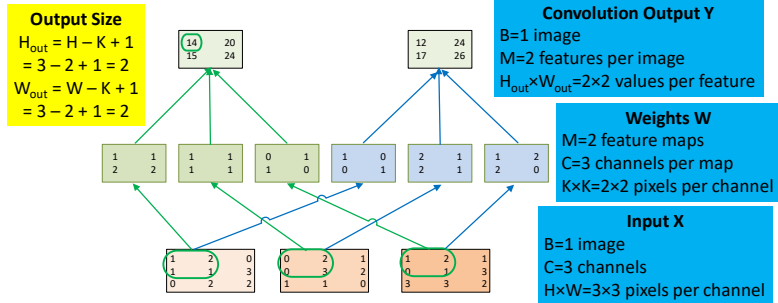 Output Size
Hout = H – K + 1
= 3 – 2 + 1 = 2
Wout = W – K + 1
= 3 – 2 + 1 = 2
14 20
15 24
12 24
17 26
Convolution Output Y
B=1 image
M=2 features per image
Hout×Wout=2×2 values per feature
1 1
2 2
1 1
1 1
0 1
1 0
1 0
0 1
2 1
2 1
1 2
2 0
Weights W
M=2 feature maps
C=3 channels per map
K×K=2×2 pixels per channel
1 2 0
1 1 3
0 2 2
0 2 1
0 3 2
1 1 0
1 2 1
0 1 3
3 3 2
Input X
B=1 image
C=3 channels
H×W=3×3 pixels per channel